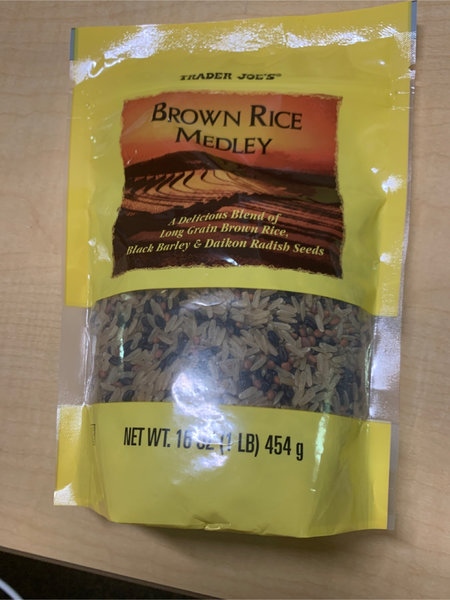 TRADER JOE'S®
BROWN RICE
MEDLEY
A Delicious Blend of
Long Grain Brown Rice,
Black Barley & Daikon Radish Seeds
NET WT. 16 OZ (1 LB) 454 g